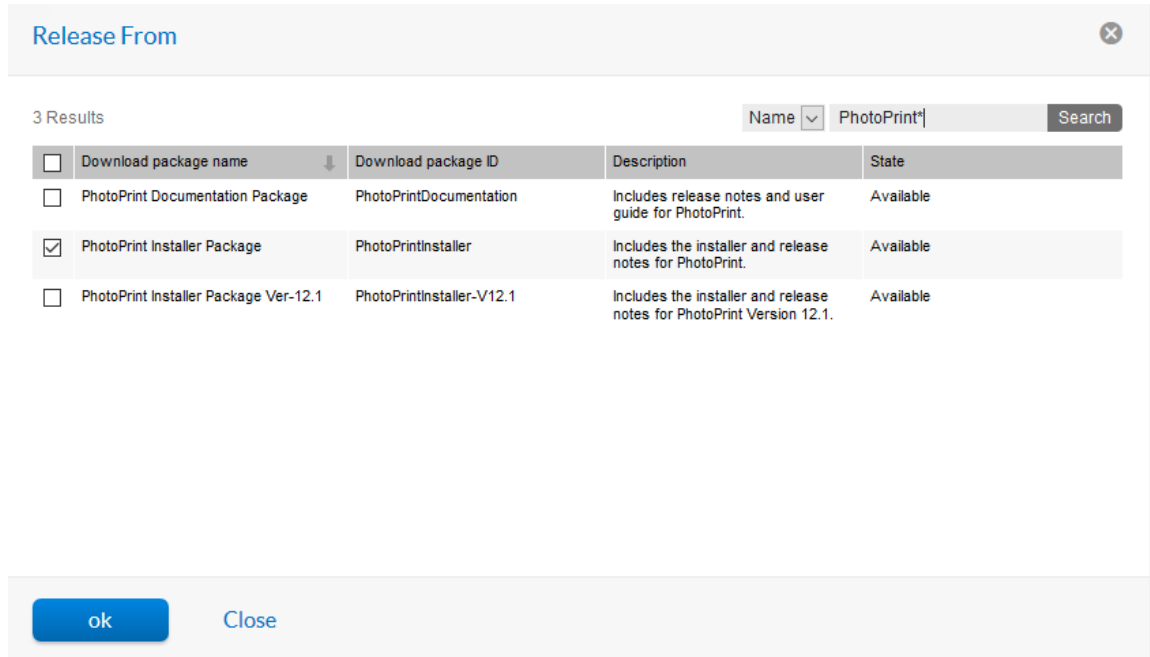 Release From
3 Results
Name PhotoPrint* Search
Download package name Download package ID Description State
PhotoPrint Documentation Package PhotoPrintDocumentation Includes release notes and user Available
guide for PhotoPrint.
PhotoPrint Installer Package PhotoPrintInstaller Includes the installer and release Available
notes for PhotoPrint.
PhotoPrint Installer Package Ver-12.1 PhotoPrintInstaller-V12.1 Includes the installer and release Available
notes for PhotoPrint Version 12.1.
ok Close